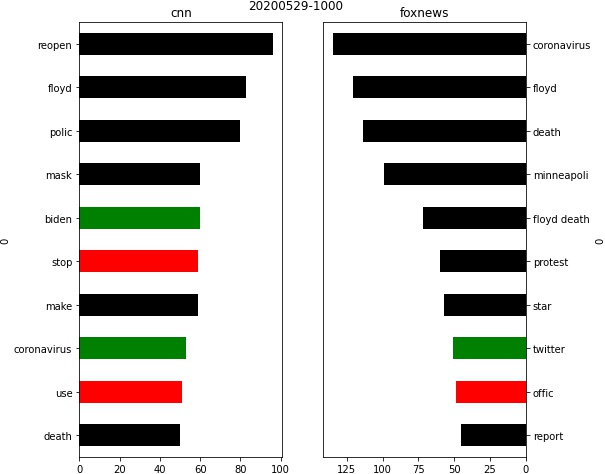 20200529-1000
cnn
foxnews
reopen
floyd
polic
mask
biden
stop
make
coronavirus
use
death
0
0 20 40 60 80 100
coronavirus
floyd
death
minneapoli
floyd death
protest
star
twitter
offic
report
0
125 100 75 50 25 0